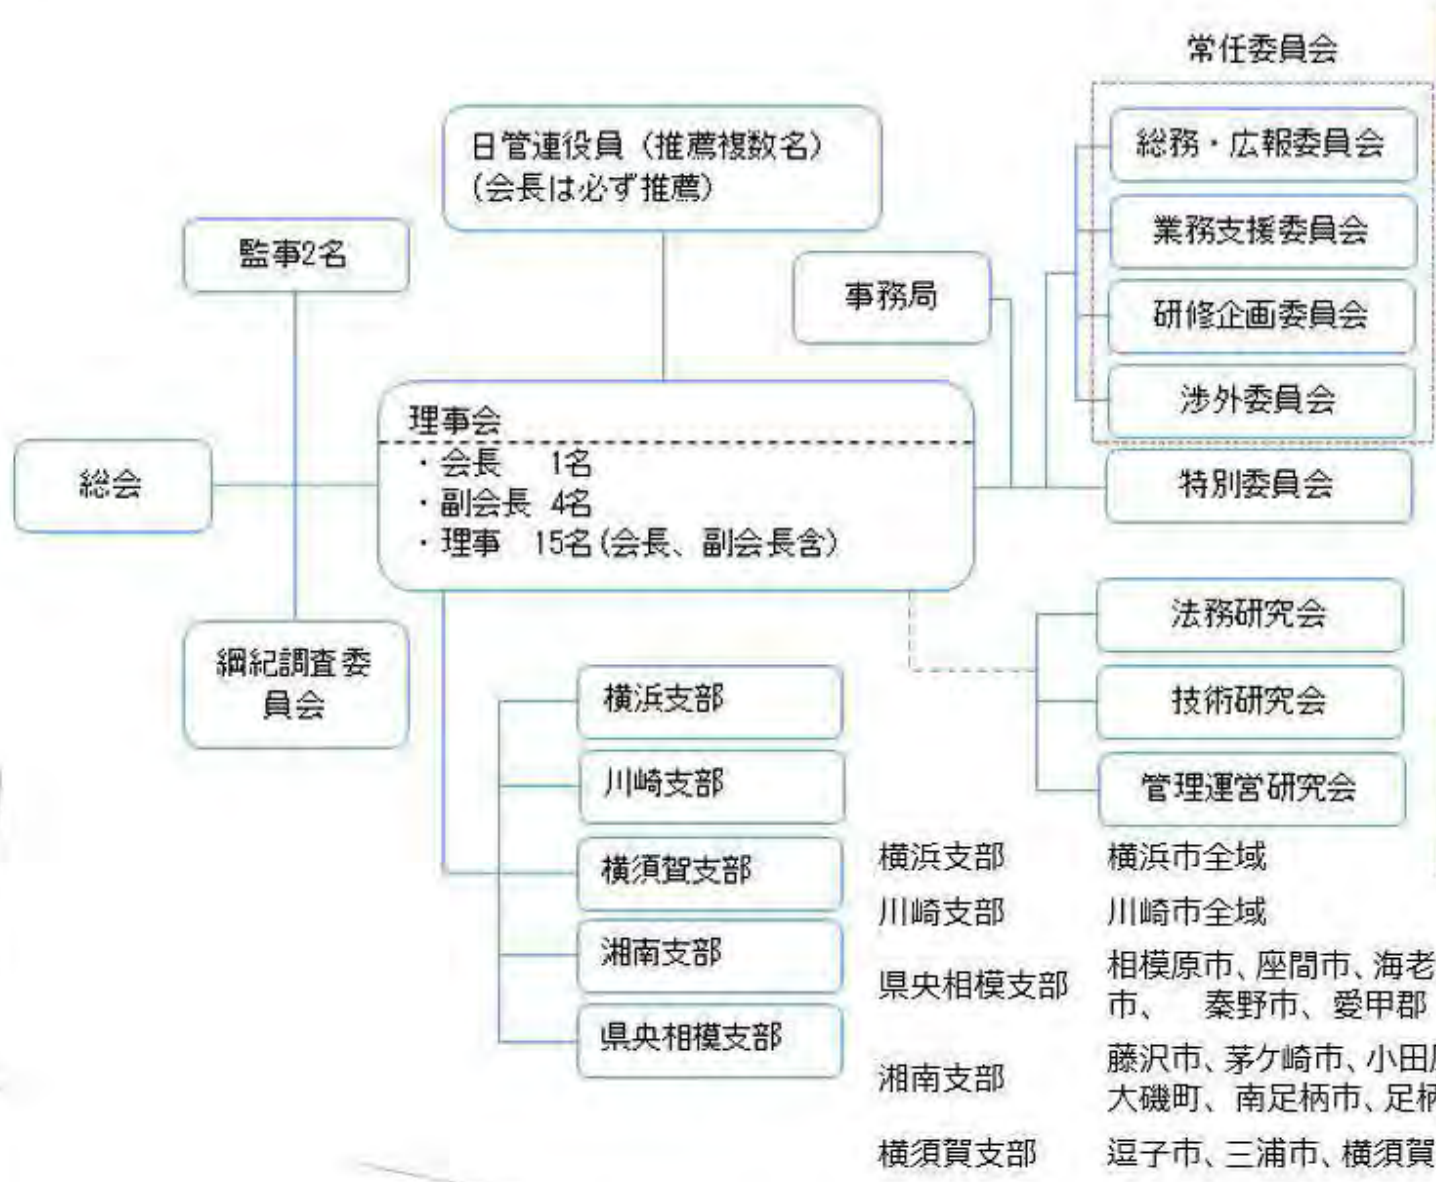 常任委員会
日管連役員（推薦複数名）
(会長は必ず推薦)
総務・広報委員会
業務支援委員会
研修企画委員会
渉外委員会
監事2名
事務局
理事会
・会長 1名
・副会長 4名
・理事 15名(会長、副会長含)
総会
特別委員会
綱紀調査委
員会
法務研究会
技術研究会
管理運営研究会
横浜支部
川崎支部
横須賀支部
湘南支部
県央相模支部
横浜支部 横浜市全域
川崎支部 川崎市全域
県央相模支部 相模原市、座間市、海老
市、 秦野市、愛甲郡
湘南支部 藤沢市、茅ケ崎市、小田
大磯町、南足柄市、足柄
横須賀支部 逗子市、三浦市、横須賀